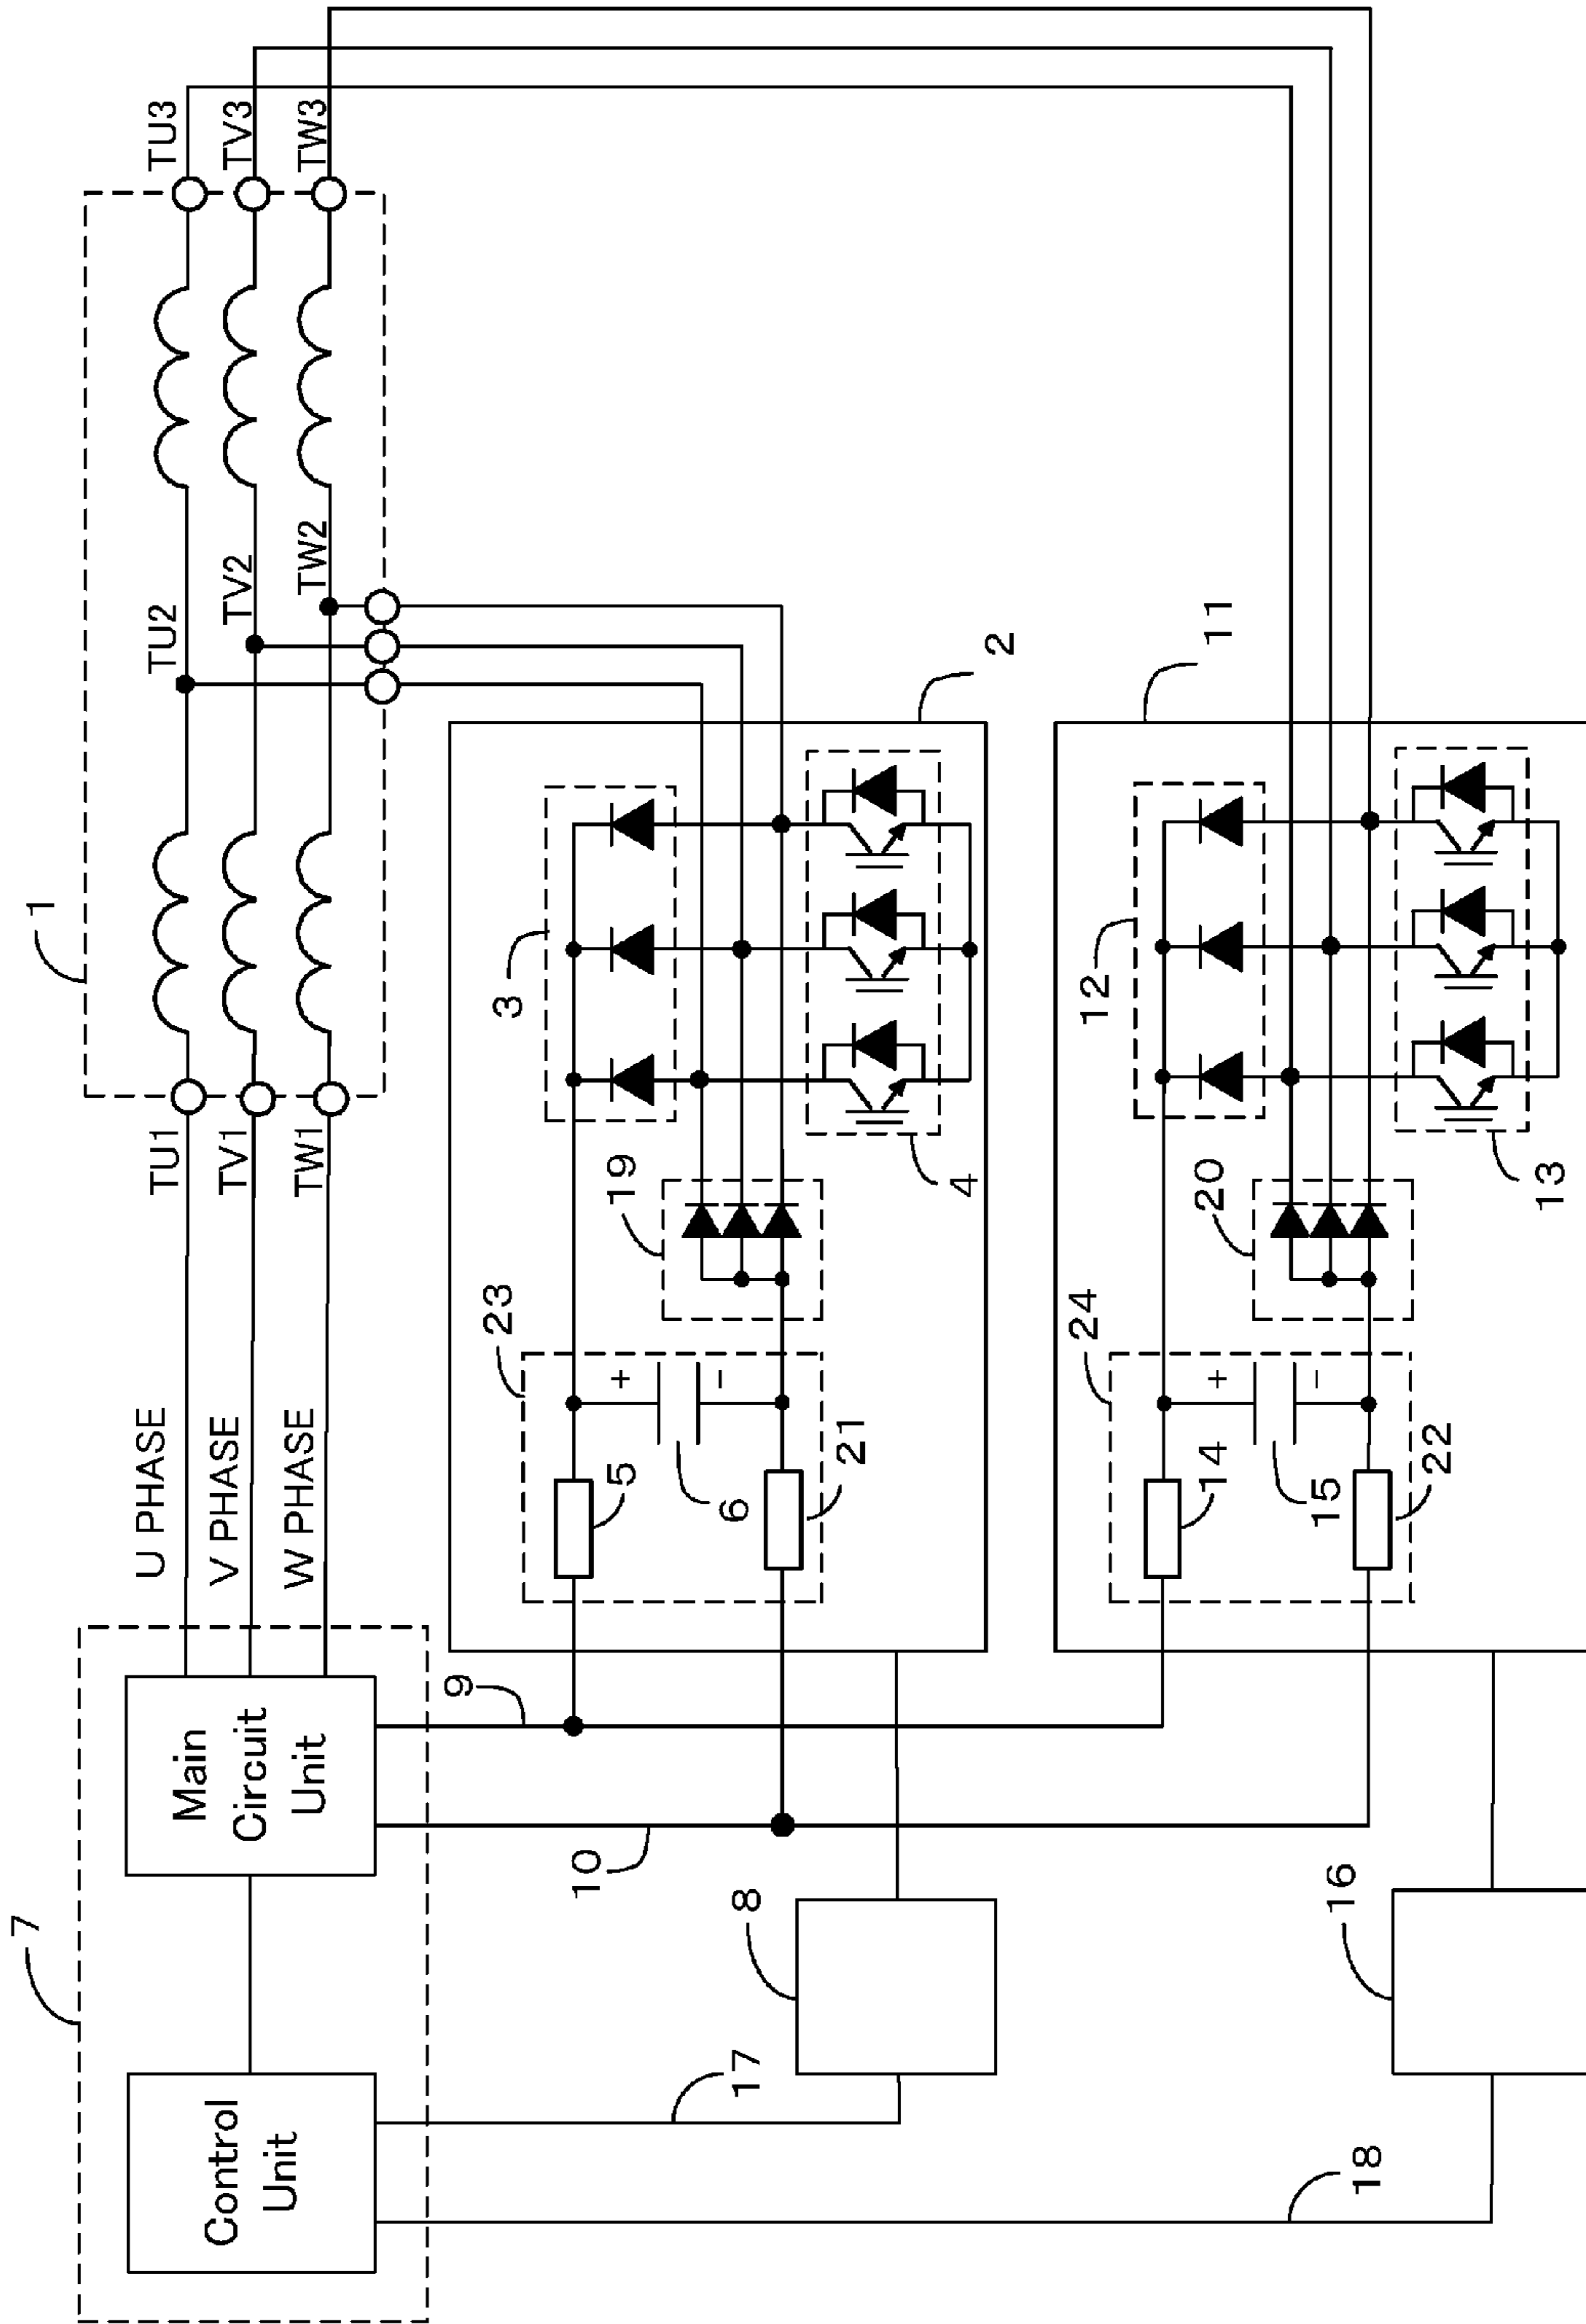 7
Control
Unit
Main
Circuit
Unit
U PHASE
V PHASE
W PHASE
TU1
TV1
TW1
1
TU2
TV2
TW2
TU3
TV3
TW3
9
10
17
18
8
16
23
5
+
−
6
21
19
3
4
2
24
14
+
−
15
22
20
12
13
11